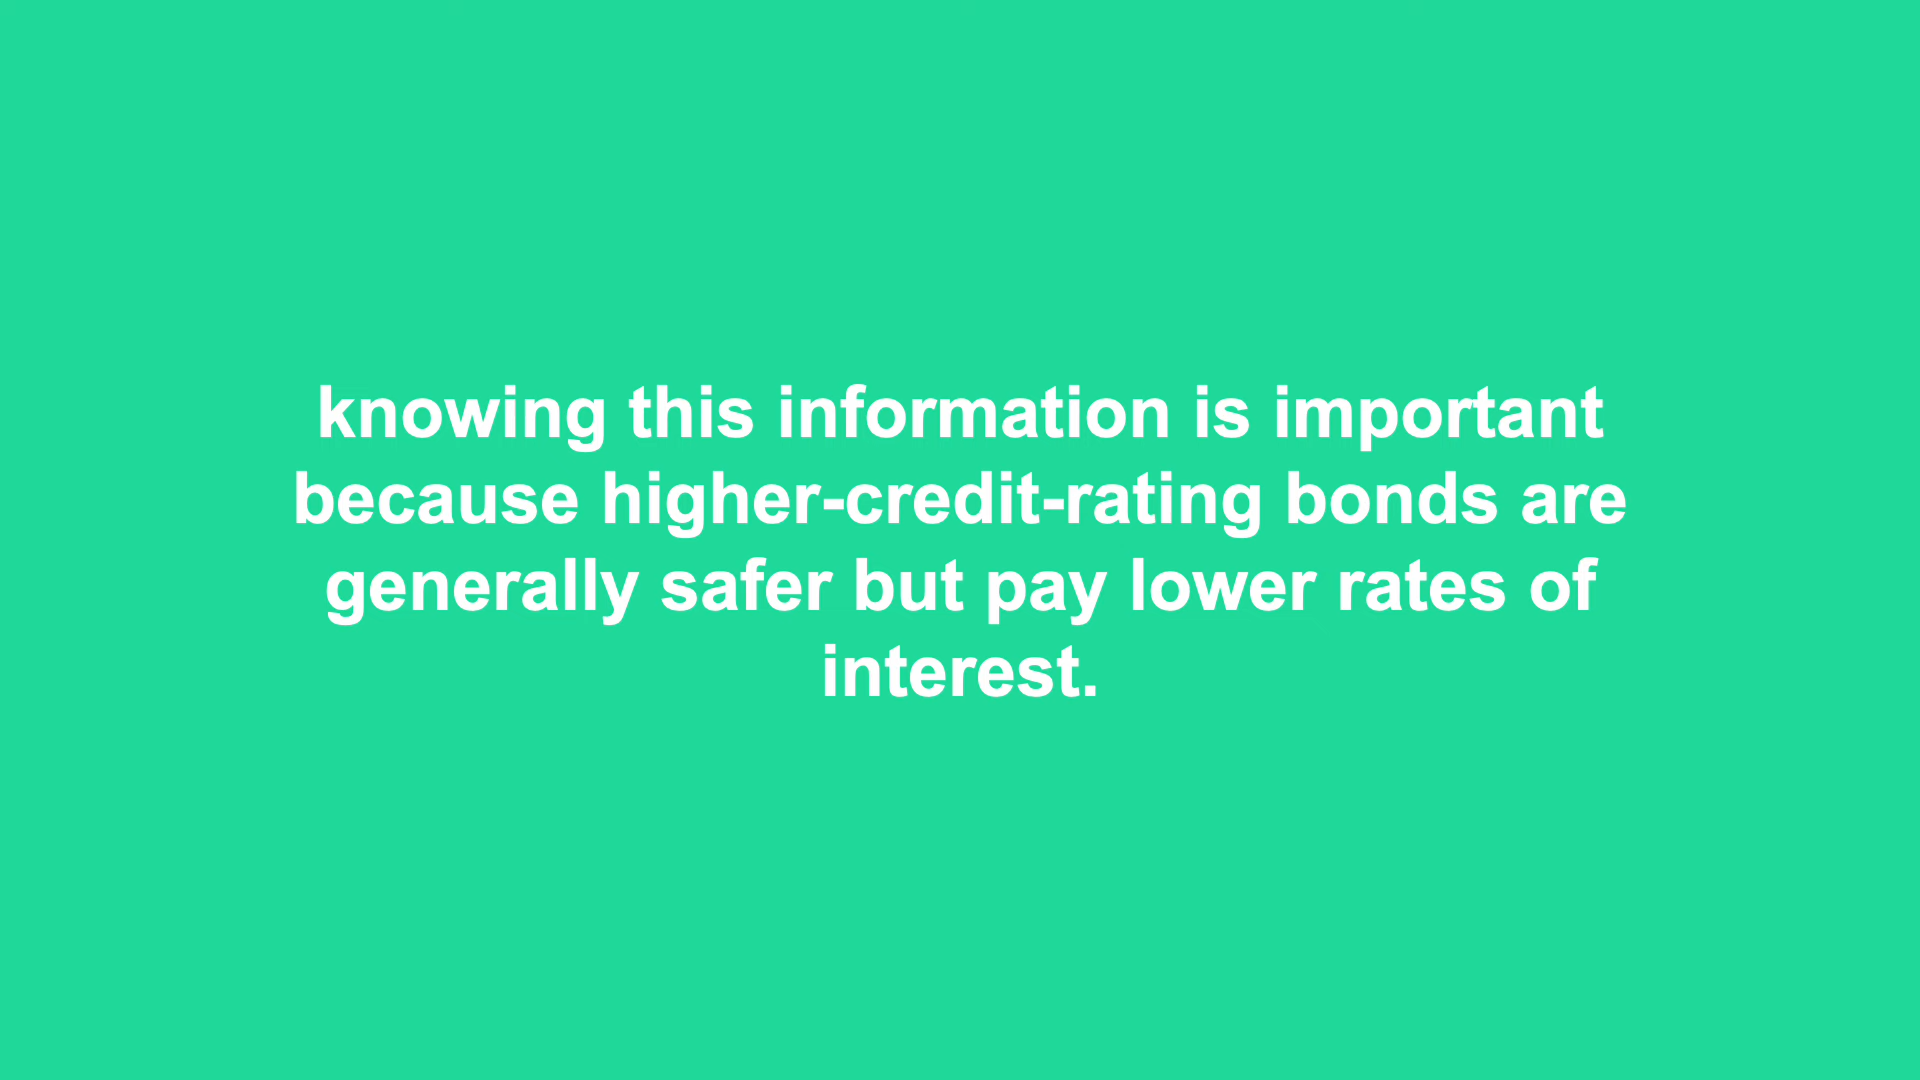 knowing this information is important
because higher-credit-rating bonds are
generally safer but pay lower rates of
interest.